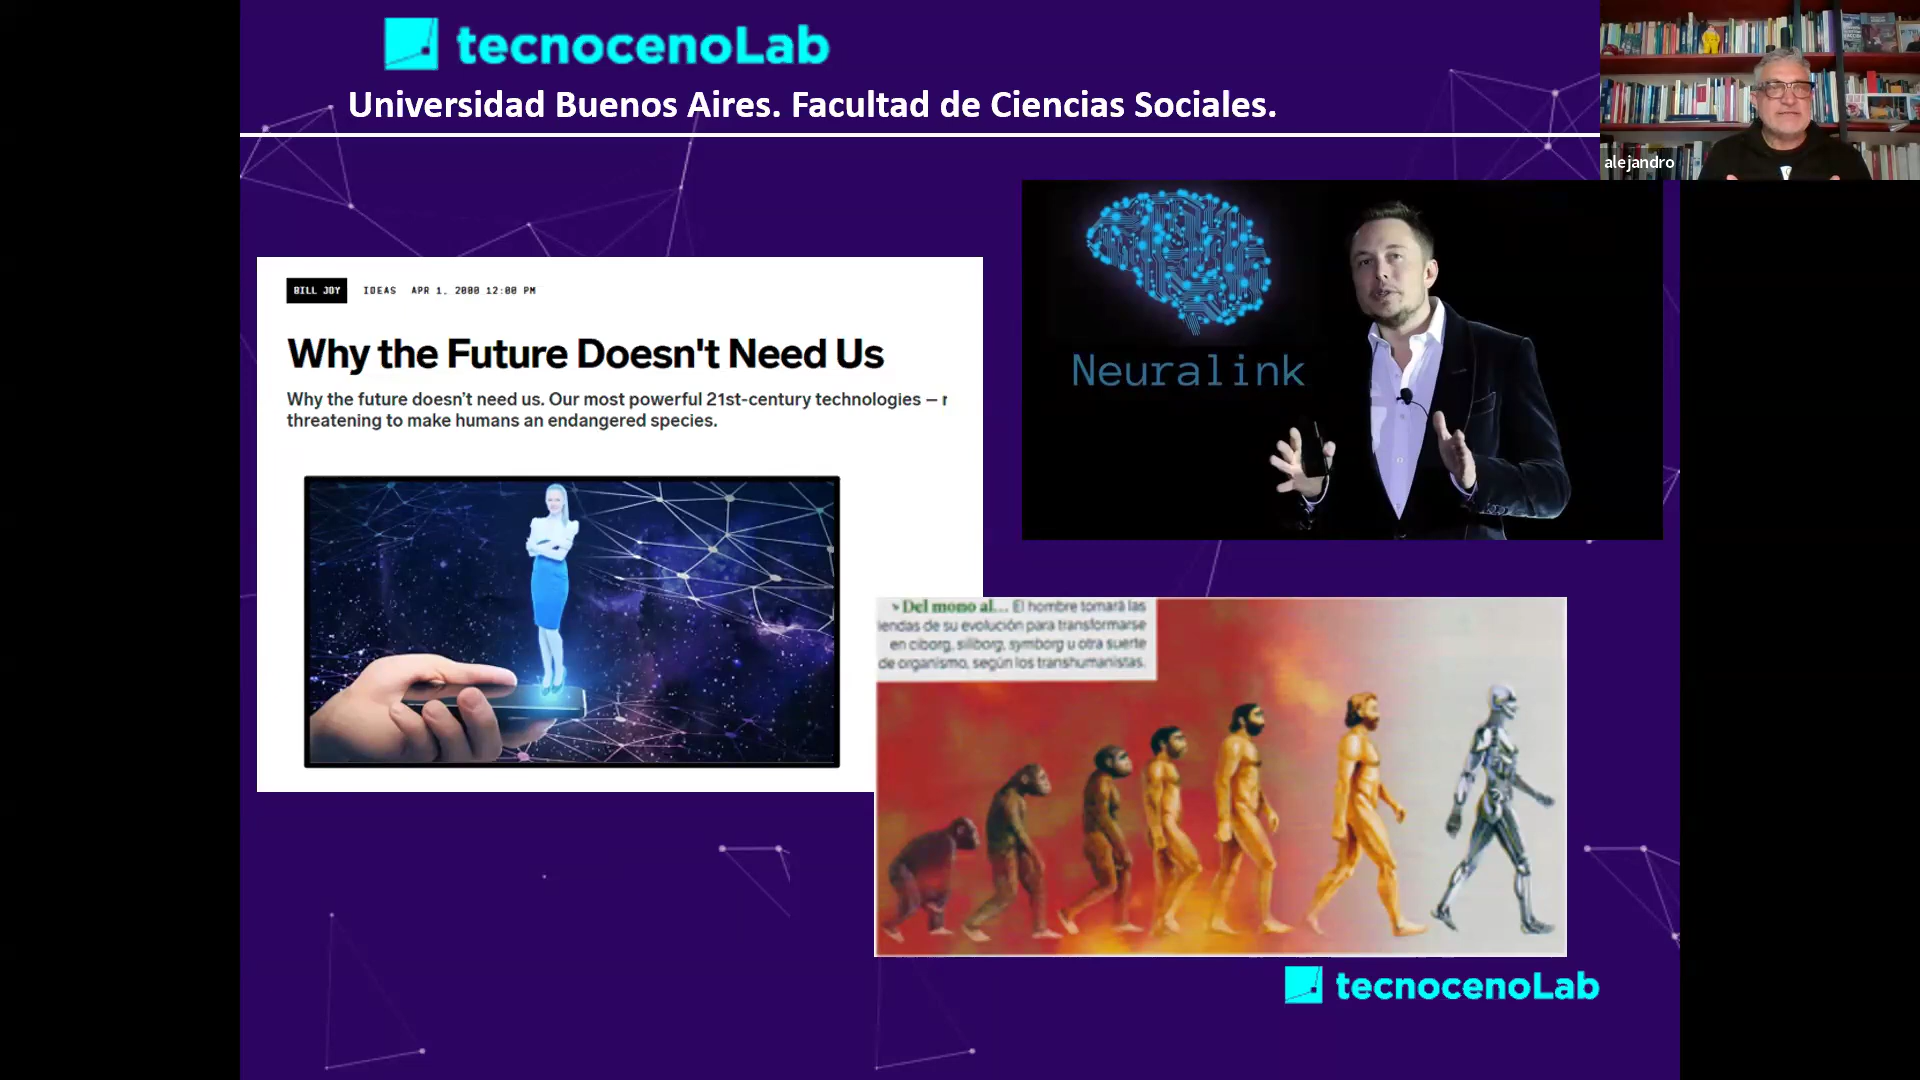 tecnocenoLab
Universidad Buenos Aires. Facultad de Ciencias Sociales.
alejandro
BILL JOY IDEAS APR 1, 2000 12:00 PM
Why the Future Doesn't Need Us
Why the future doesn't need us. Our most powerful 21st-century technologies –
threatening to make humans an endangered species.
Neuralink
» Del mono al... El hombre tomará las
iendas de su evolución para transformarse
en ciborg, siliborg, symborg u otra suerte
de organismo, según los transhumanistas.
tecnocenoLab